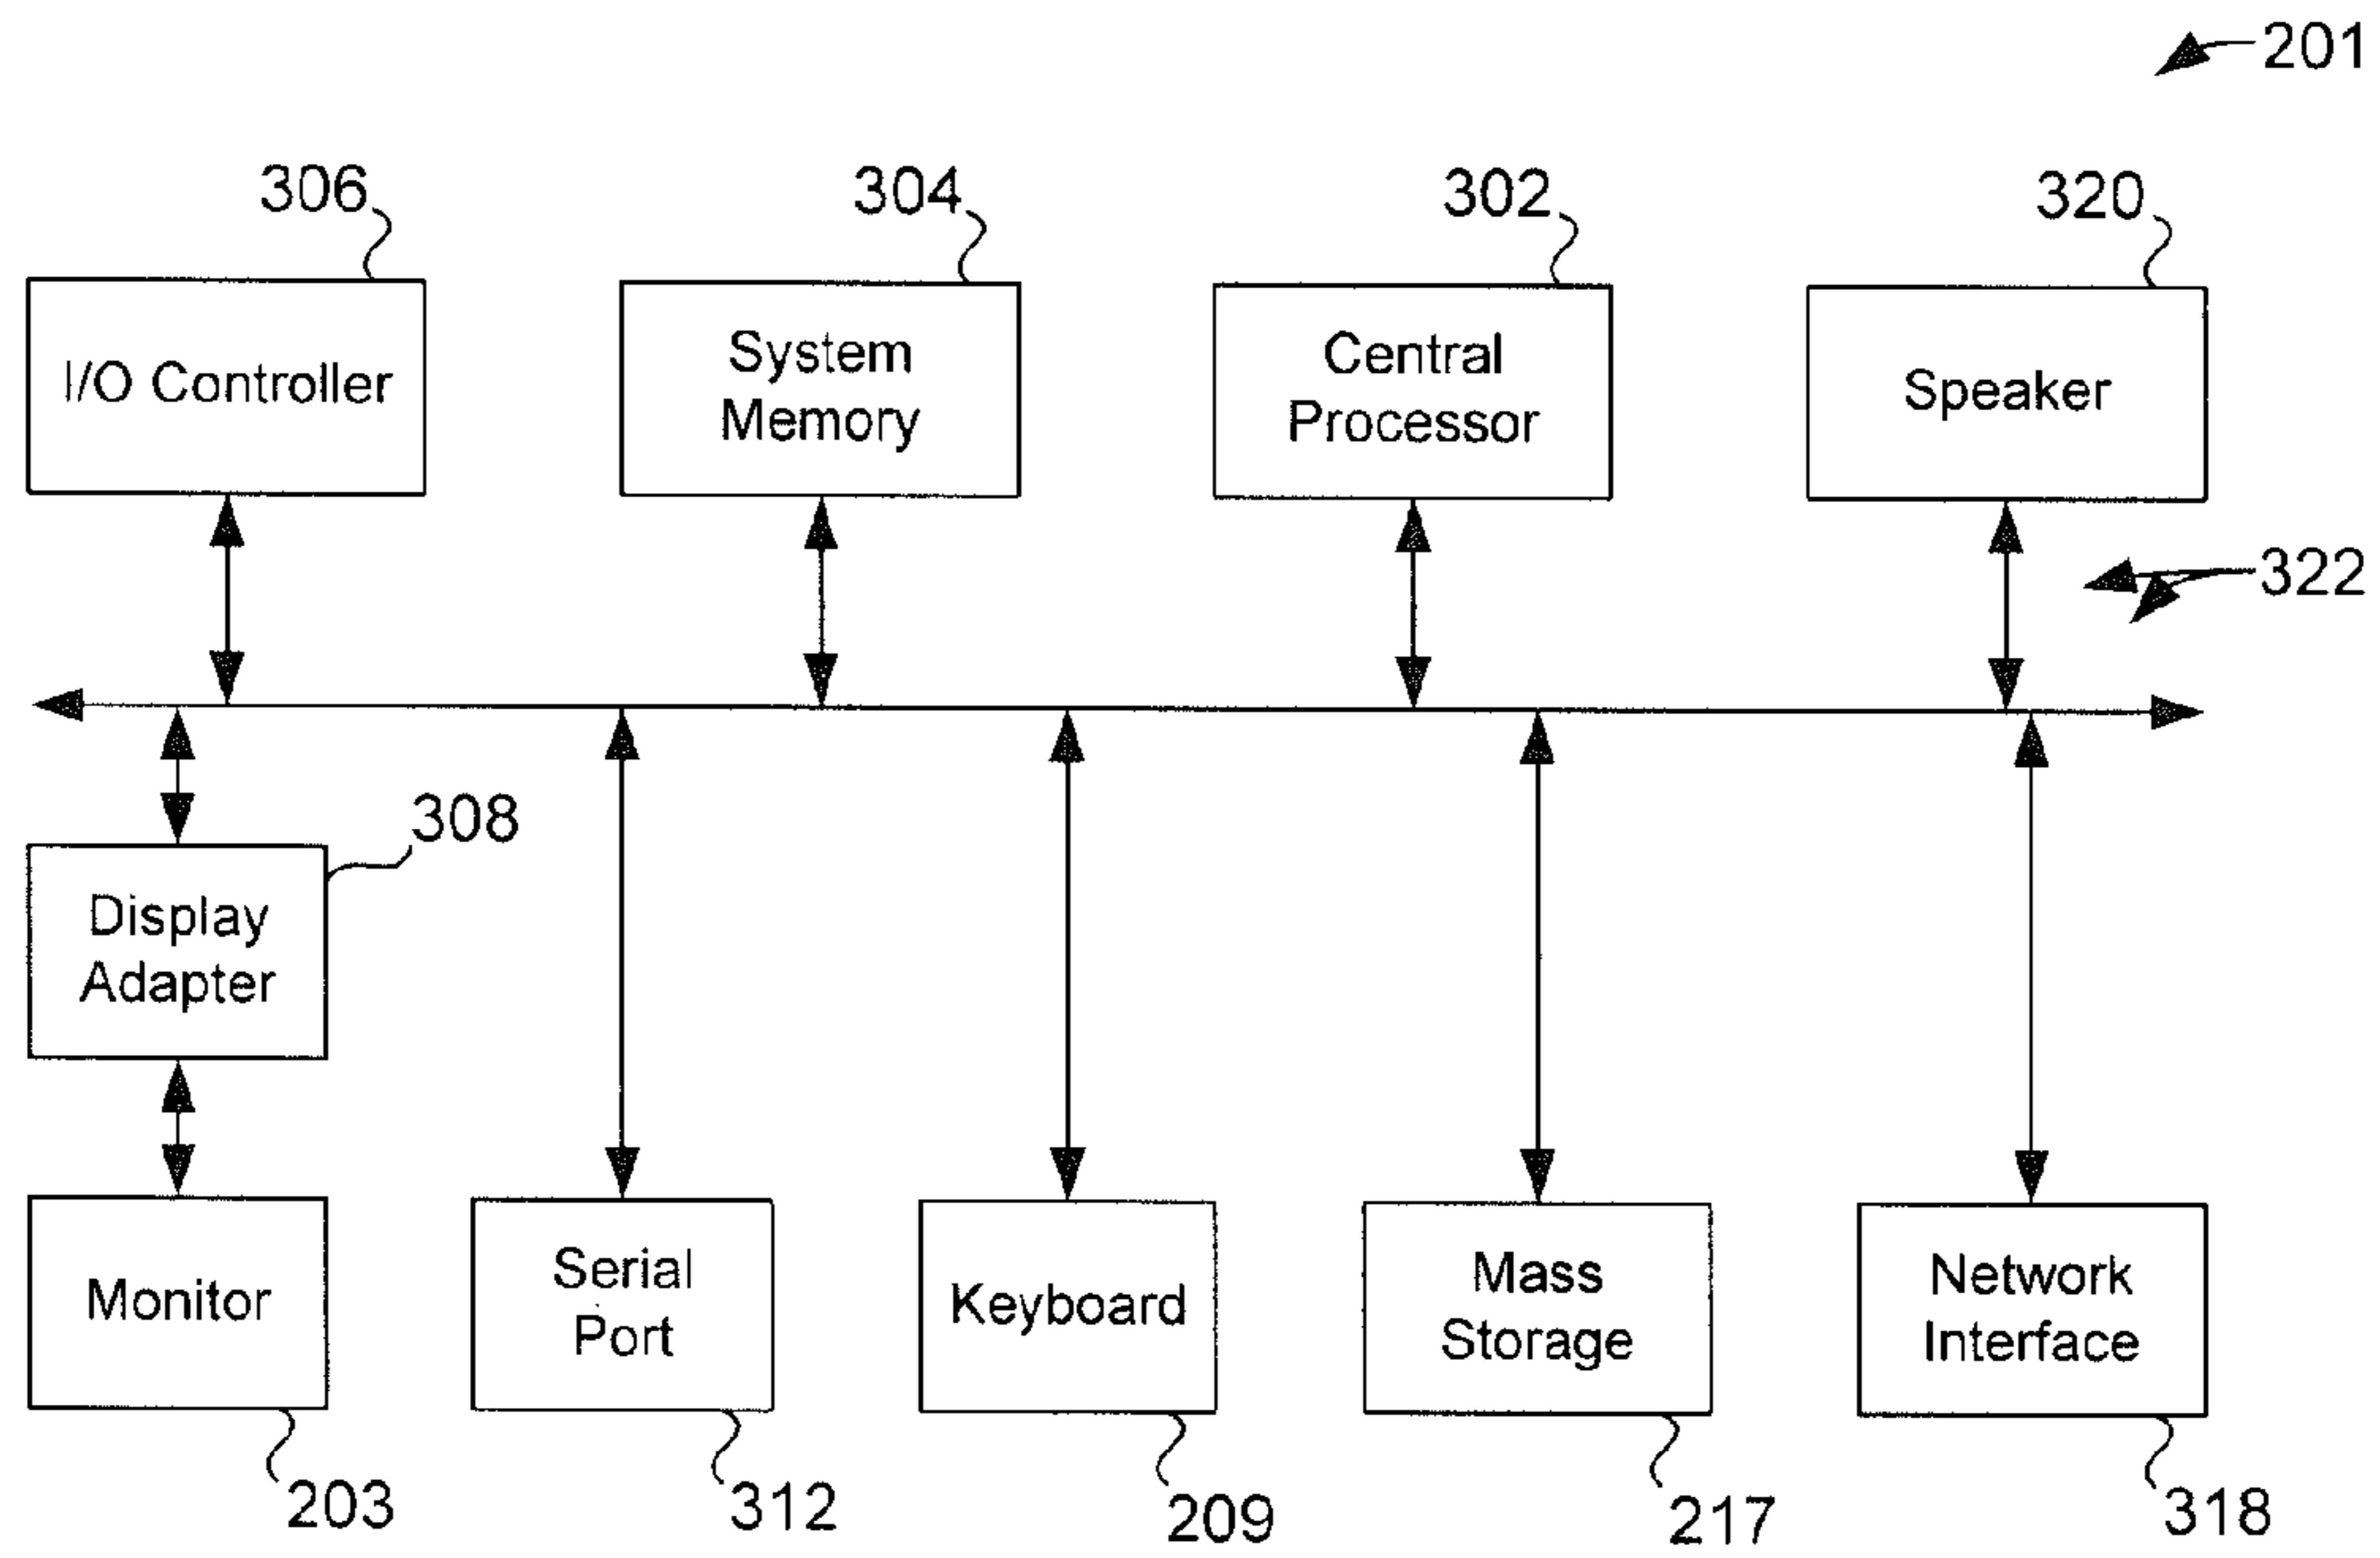 201
306
304
302
320
I/O Controller
System
Memory
Central
Processor
Speaker
322
308
Display
Adapter
Monitor
Serial
Port
Keyboard
Mass
Storage
Network
Interface
203
312
209
217
318